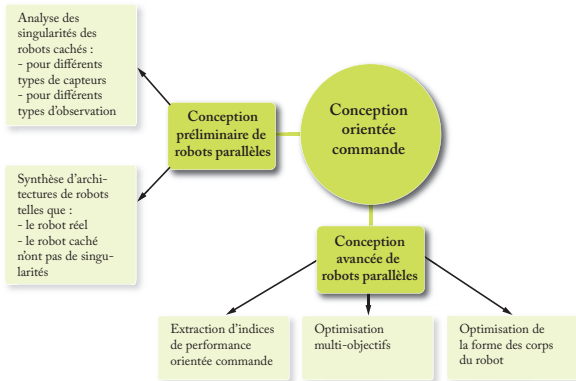 Analyse des
singularités des
robots cachés :
- pour différents
types de capteurs
- pour différents
types d'observation
Conception
préliminaire de
robots parallèles
Conception
orientée
commande
Synthèse d'archi-
tectures de robots
telles que :
- le robot réel
- le robot caché
n'ont pas de singu-
larités
Conception
avancée de
robots parallèles
Extraction d'indices
de performance
orientée commande
Optimisation
multi-objectifs
Optimisation de
la forme des corps
du robot